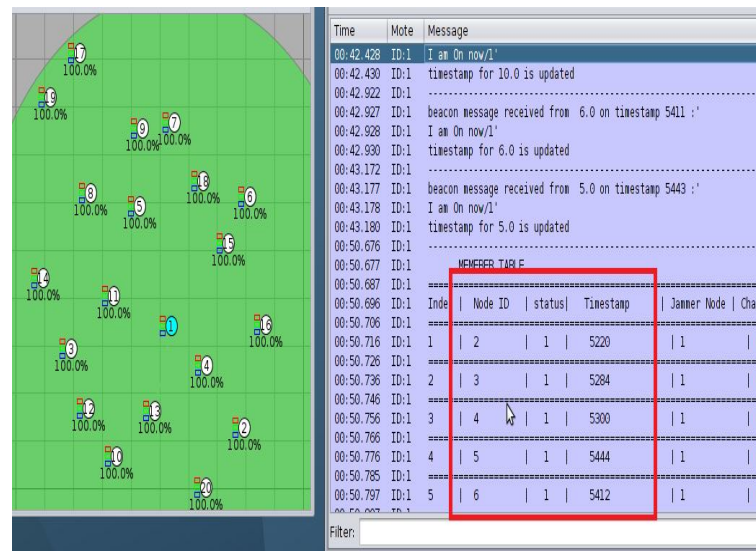 17
100.0%
19
100.0%
9
100.0%
7
100.0%
8
100.0%
5
100.0%
18
100.0%
6
100.0%
15
100.0%
14
100.0%
11
100.0%
1
16
100.0%
3
100.0%
4
100.0%
12
100.0%
13
100.0%
2
100.0%
10
100.0%
20
100.0%
Time Mote Message
00:42.428 ID:1 I am On now/1'
00:42.430 ID:1 timestamp for 10.0 is updated
00:42.922 ID:1 --------------------------------
00:42.927 ID:1 beacon message received from 6.0 on timestamp 5411 :'
00:42.928 ID:1 I am On now/1'
00:42.930 ID:1 timestamp for 6.0 is updated
00:43.172 ID:1 --------------------------------
00:43.177 ID:1 beacon message received from 5.0 on timestamp 5443 :'
00:43.178 ID:1 I am On now/1'
00:43.180 ID:1 timestamp for 5.0 is updated
00:50.676 ID:1 --------------------------------
00:50.677 ID:1 MEMEBER TABLE
00:50.687 ID:1 ================================
00:50.696 ID:1 Inde | Node ID | status| Timestamp | Jammer Node | Cha
00:50.706 ID:1 ================================
00:50.716 ID:1 1 | 2 | 1 | 5220 | 1 |
00:50.726 ID:1 ================================
00:50.736 ID:1 2 | 3 | 1 | 5284 | 1 |
00:50.746 ID:1 ================================
00:50.756 ID:1 3 | 4 | 1 | 5300 | 1 |
00:50.766 ID:1 ================================
00:50.776 ID:1 4 | 5 | 1 | 5444 | 1 |
00:50.785 ID:1 ================================
00:50.797 ID:1 5 | 6 | 1 | 5412 | 1 |
Filter: